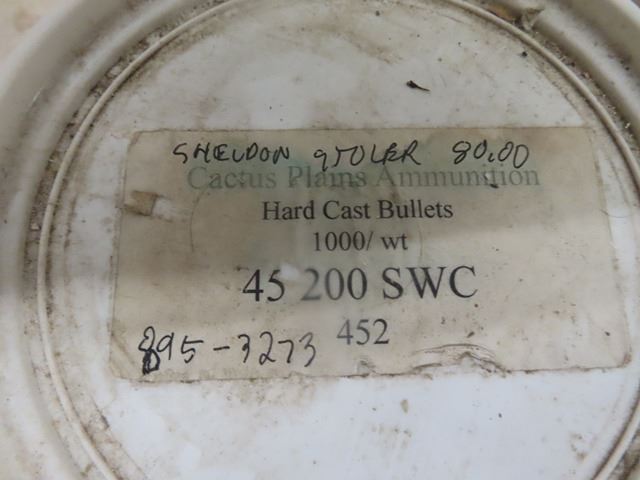 SHELDON 80.00
Cactus Plains Ammunition
Hard Cast Bullets
1000/ wt
45 200 SWC
452
895-3273